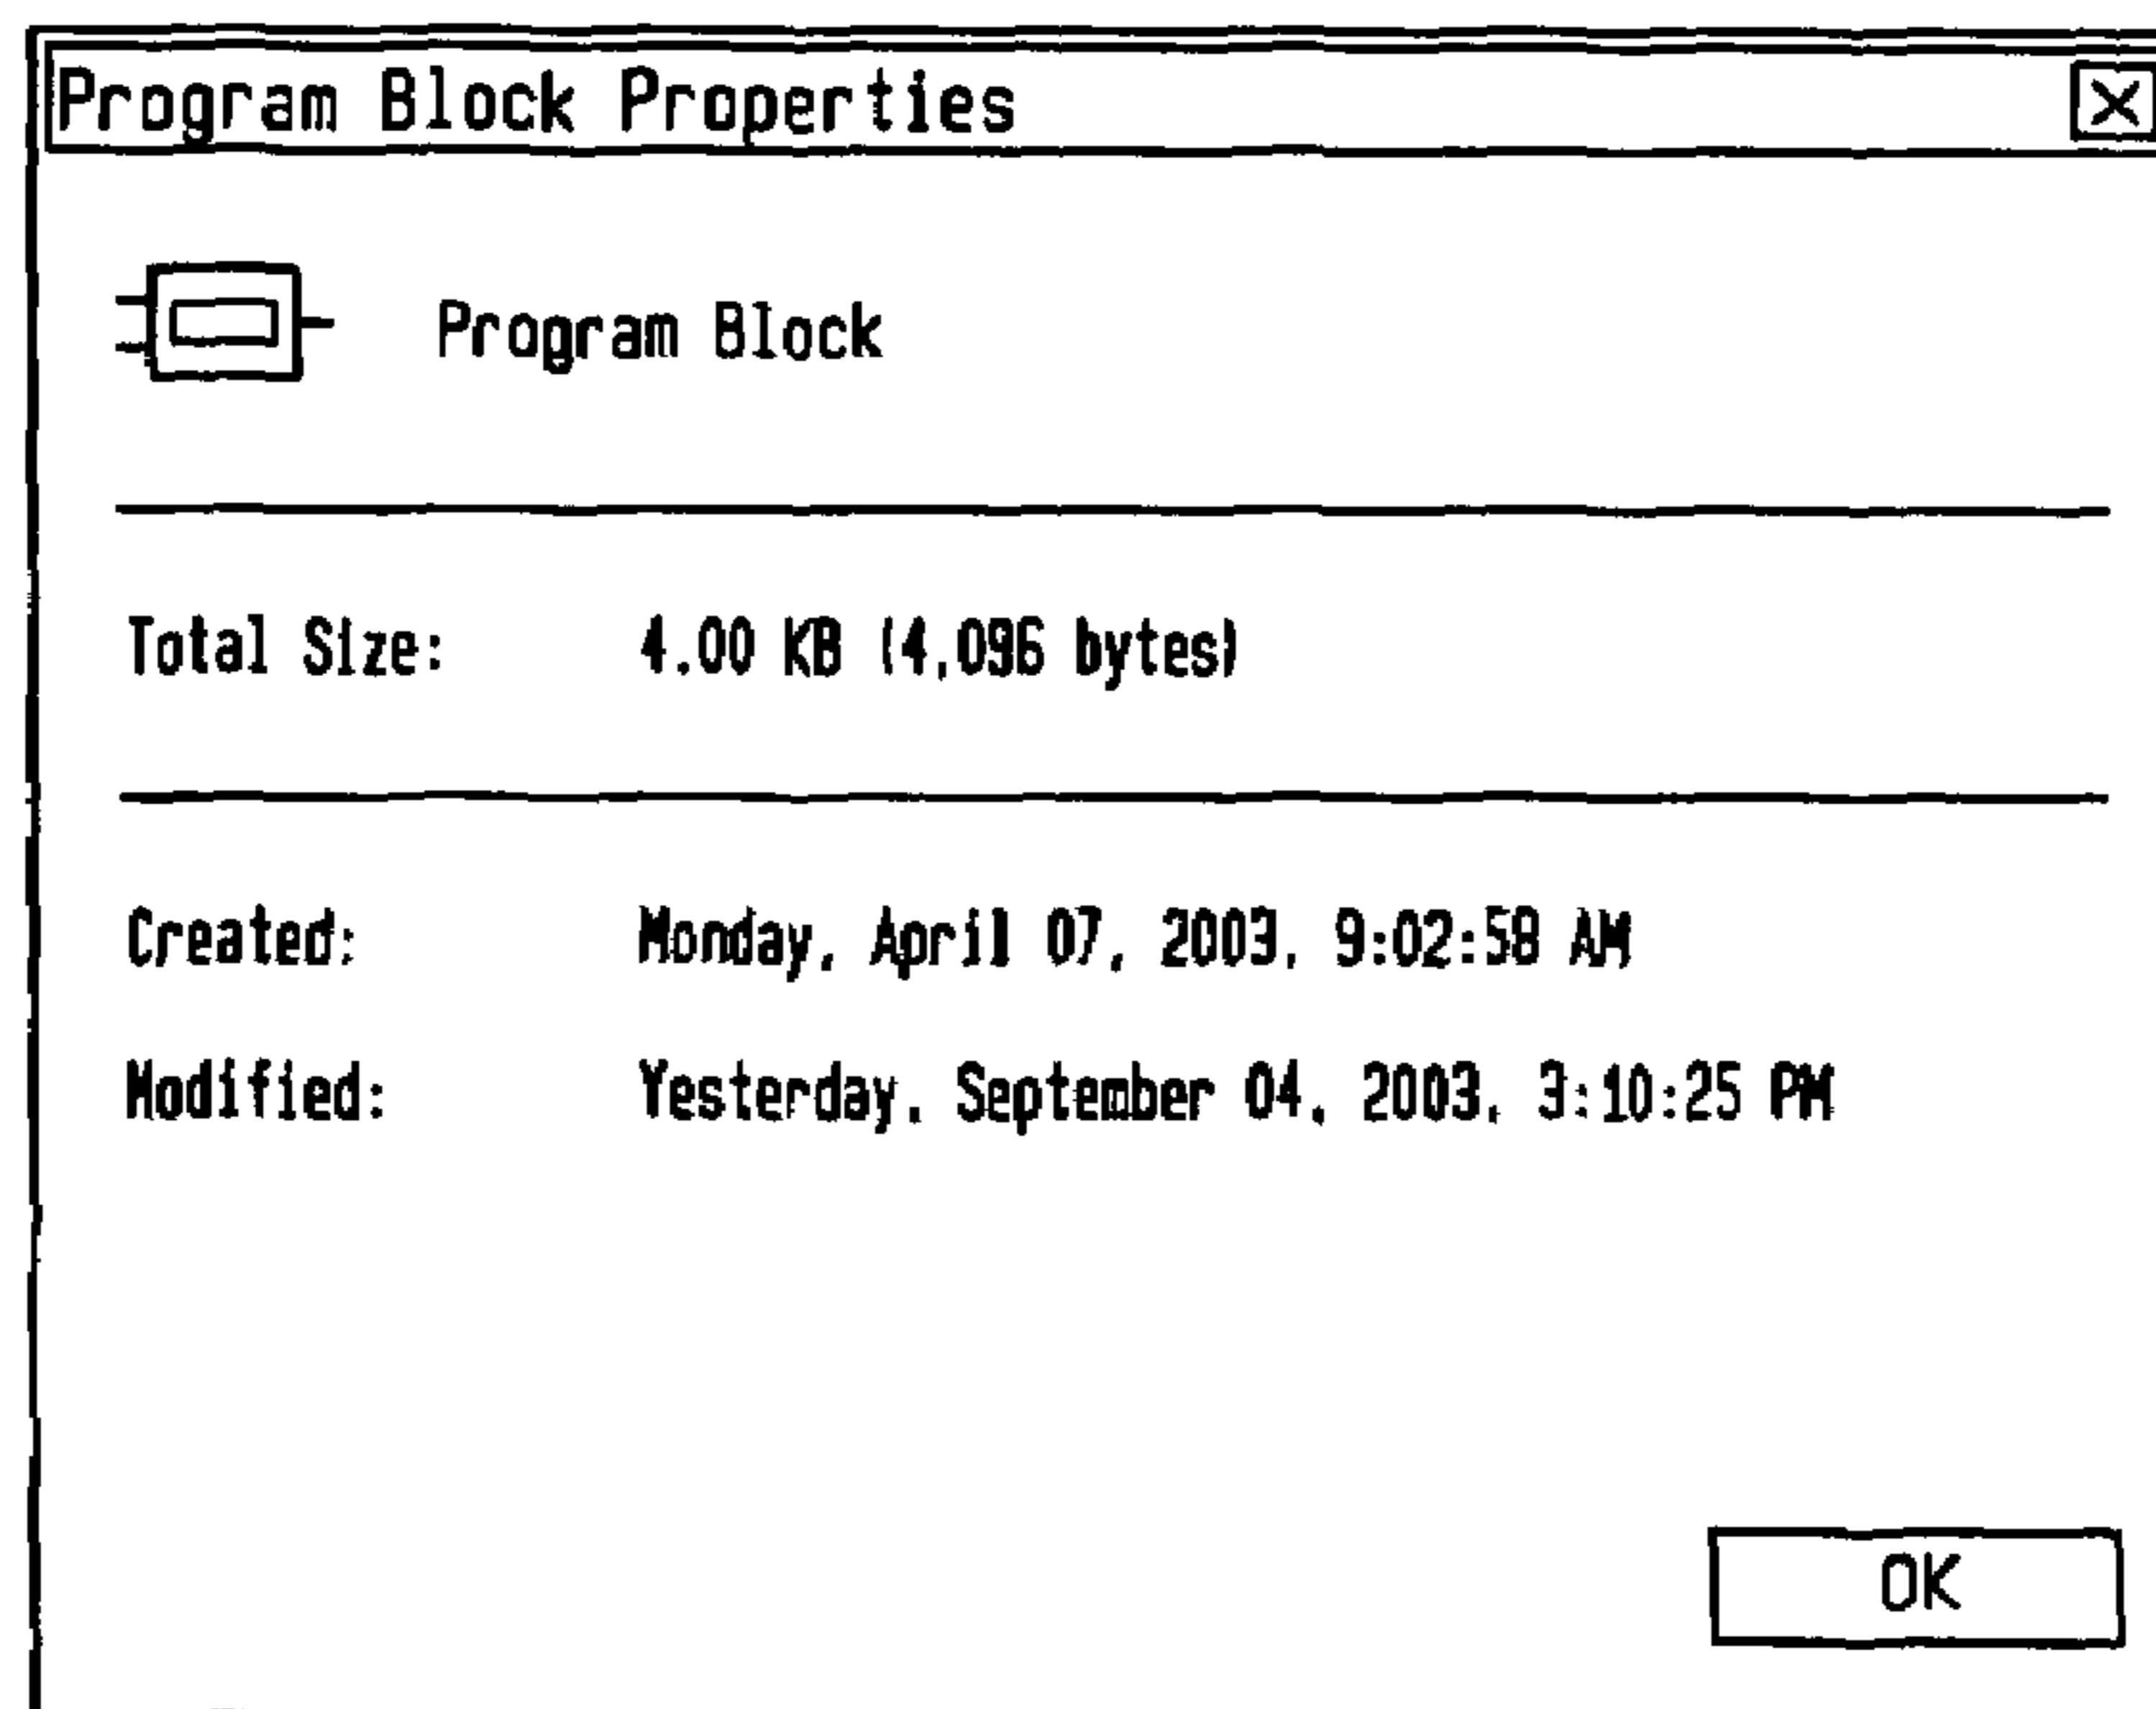 Program Block Properties
Program Block
Total Size: 4.00 KB (4,096 bytes)
Created: Monday, April 07, 2003, 9:02:58 AM
Modified: Yesterday, September 04, 2003, 3:10:25 PM
OK